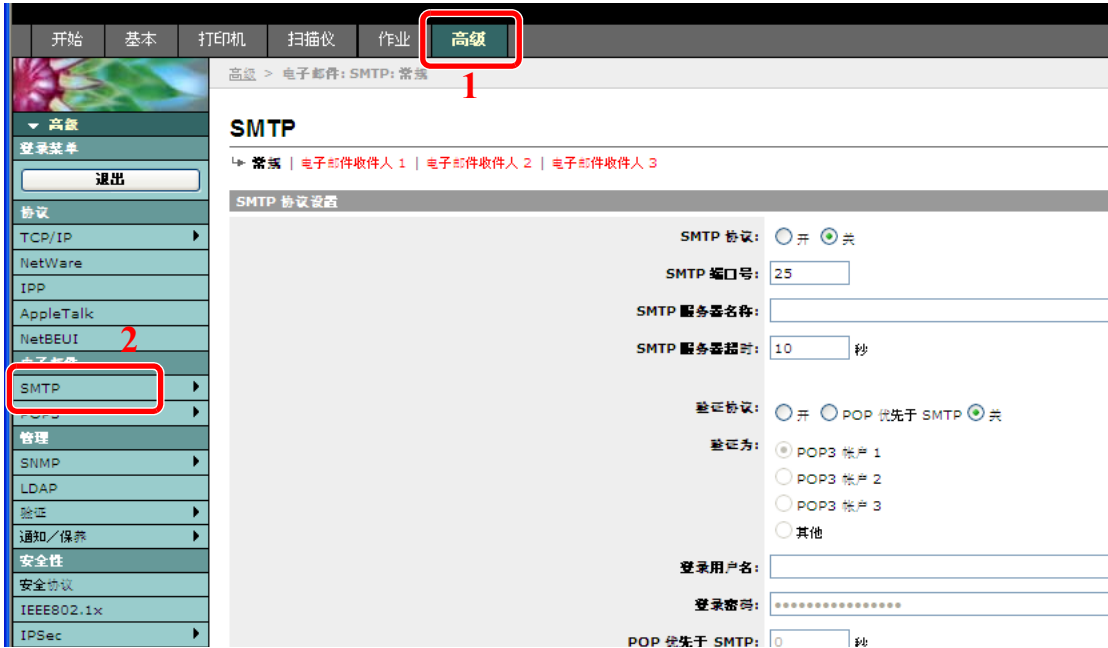 开始 基本 打印机 扫描仪 作业 高级
1
高级 > 电子邮件: SMTP: 常规
高级
登录菜单
退出
协议
TCP/IP
NetWare
IPP
AppleTalk
NetBEUI
2
电子邮件
SMTP
POP3
管理
SNMP
LDAP
验证
通知／保养
安全性
安全协议
IEEE802.1x
IPSec
SMTP
常规 | 电子邮件收件人 1 | 电子邮件收件人 2 | 电子邮件收件人 3
SMTP 协议设置
SMTP 协议: 开 关
SMTP 端口号: 25
SMTP 服务器名称:
SMTP 服务器超时: 10 秒
验证协议: 开 POP 优先于 SMTP 关
验证为: POP3 帐户 1
POP3 帐户 2
POP3 帐户 3
其他
登录用户名:
登录密码: ••••••••••••••••
POP 优先于 SMTP: 0 秒